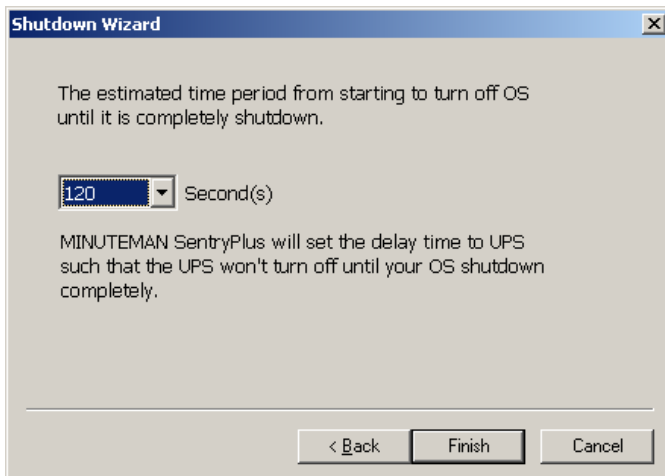 Shutdown Wizard
The estimated time period from starting to turn off OS
until it is completely shutdown.
120 Second(s)
MINUTEMAN SentryPlus will set the delay time to UPS
such that the UPS won't turn off until your OS shutdown
completely.
< Back Finish Cancel